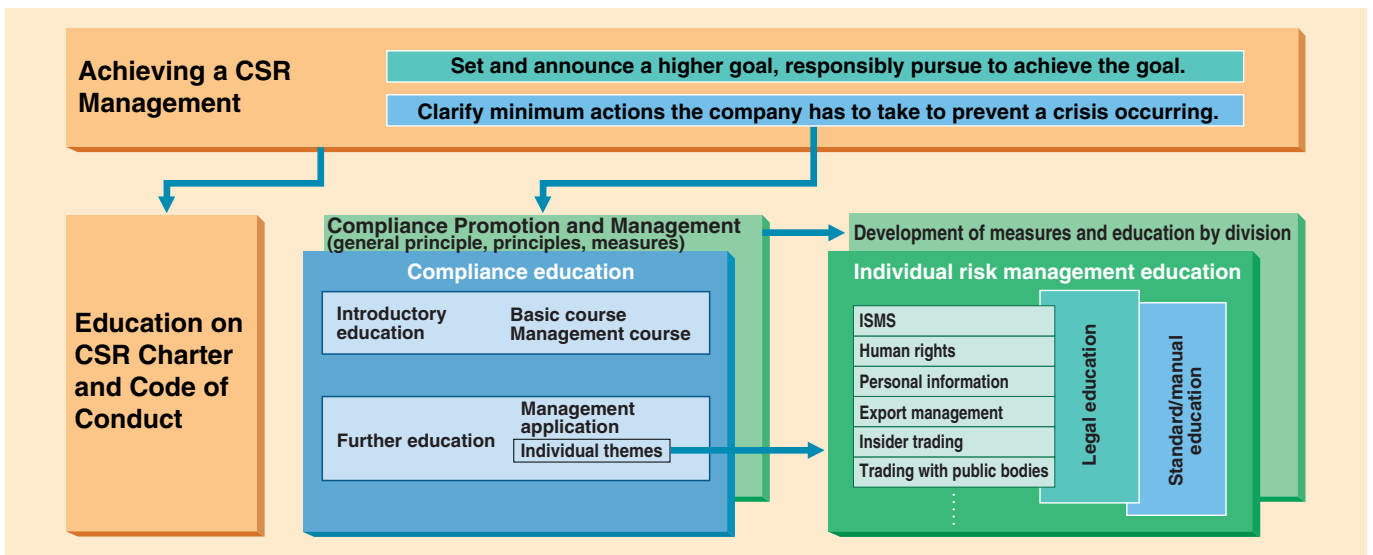 Achieving a CSR
Management
Set and announce a higher goal, responsibly pursue to achieve the goal.
Clarify minimum actions the company has to take to prevent a crisis occurring.
Education on
CSR Charter
and Code of
Conduct
Compliance Promotion and Management
(general principle, principles, measures)
Compliance education
Introductory
education
Basic course
Management course
Further education
Management
application
Individual themes
Development of measures and education by division
Individual risk management education
ISMS
Human rights
Personal information
Export management
Insider trading
Trading with public bodies
Legal education
Standard/manual
education